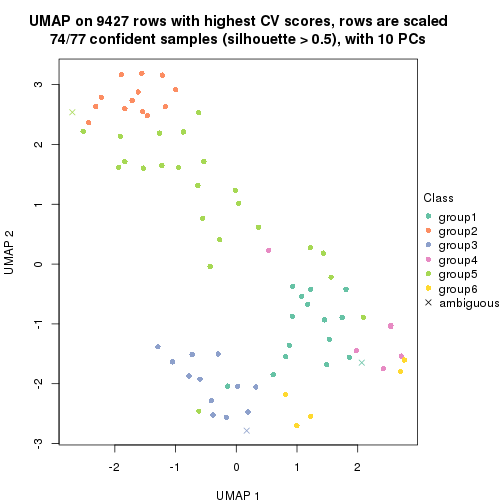 UMAP on 9427 rows with highest CV scores, rows are scaled
74/77 confident samples (silhouette > 0.5), with 10 PCs
3
2
1
0
-1
-2
-3
UMAP 2
-2
-1
0
1
2
UMAP 1
Class
group1
group2
group3
group4
group5
group6
ambiguous